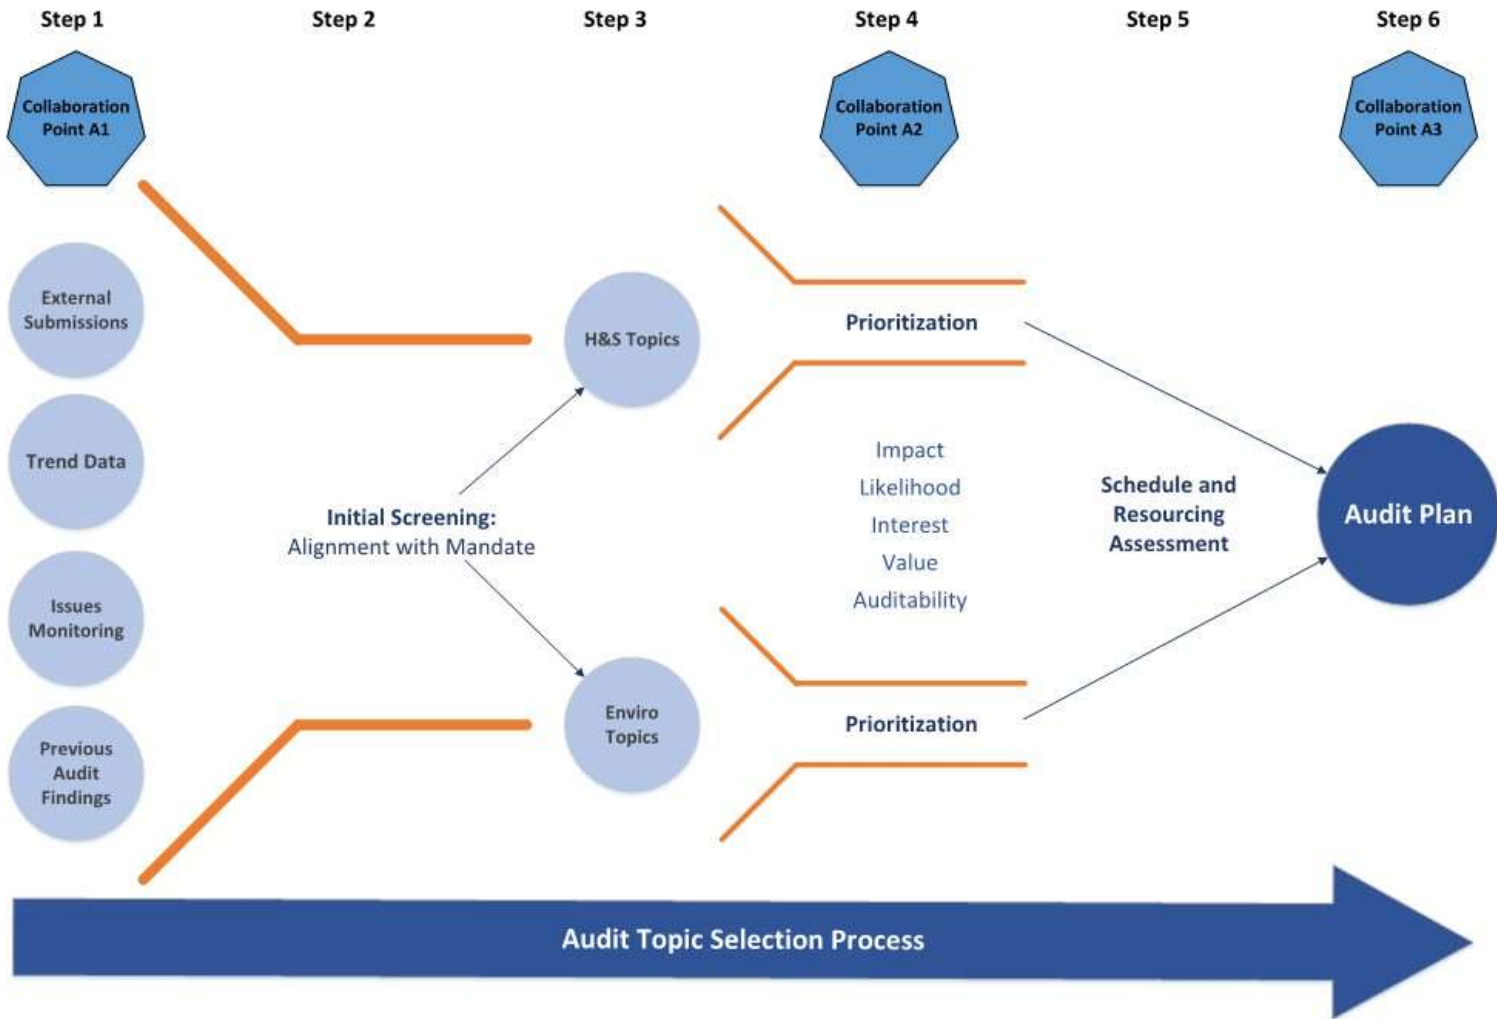 Step 1
Step 2
Step 3
Step 4
Step 5
Step 6
Collaboration
Point A1
Collaboration
Point A2
Collaboration
Point A3
External
Submissions
Trend Data
Issues
Monitoring
Previous
Audit
Findings
Initial Screening:
Alignment with Mandate
H&S Topics
Enviro
Topics
Prioritization
Impact
Likelihood
Interest
Value
Auditability
Prioritization
Schedule and
Resourcing
Assessment
Audit Plan
Audit Topic Selection Process